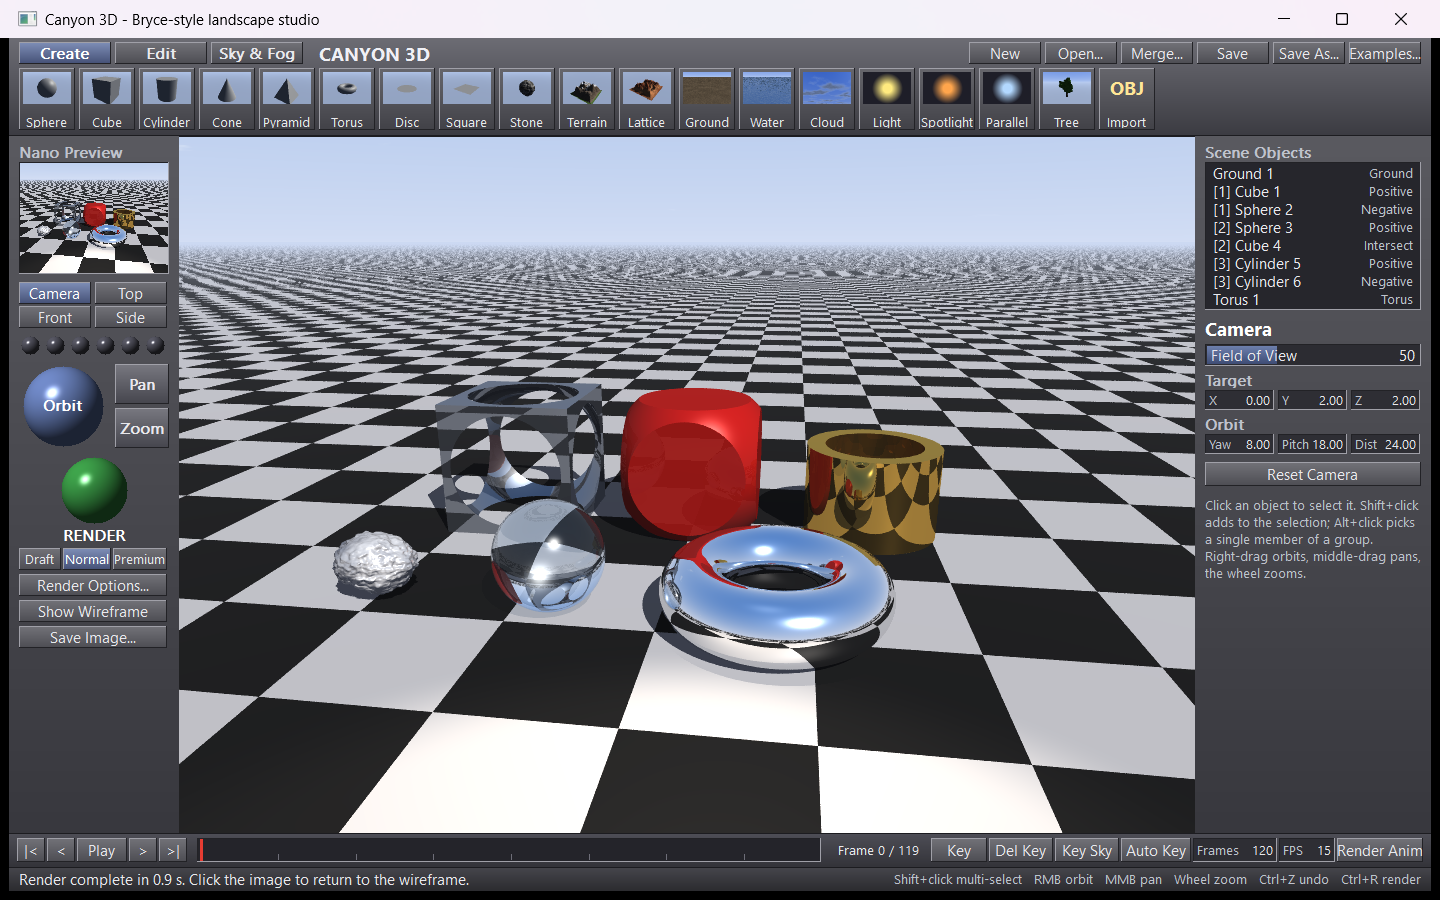 Canyon 3D - Bryce-style landscape studio
Create Edit Sky & Fog CANYON 3D New Open... Merge... Save Save As... Examples...
OBJ
Sphere Cube Cylinder Cone Pyramid Torus Disc Square Stone Terrain Lattice Ground Water Cloud Light Spotlight Parallel Tree Import
Nano Preview
Camera Top
Front Side
Orbit
Pan
Zoom
RENDER
Draft Normal Premium
Render Options...
Show Wireframe
Save Image...
Scene Objects
Ground 1 Ground
[1] Cube 1 Positive
[1] Sphere 2 Negative
[2] Sphere 3 Positive
[2] Cube 4 Intersect
[3] Cylinder 5 Positive
[3] Cylinder 6 Negative
Torus 1 Torus
Camera
Field of View 50
Target
X 0.00 Y 2.00 Z 2.00
Orbit
Yaw 8.00 Pitch 18.00 Dist 24.00
Reset Camera
Click an object to select it. Shift+click
adds to the selection; Alt+click picks
a single member of a group.
Right-drag orbits, middle-drag pans,
the wheel zooms.
|< < Play > >| Frame 0 / 119 Key Del Key Key Sky Auto Key Frames 120 FPS 15 Render Anim
Render complete in 0.9 s. Click the image to return to the wireframe. Shift+click multi-select RMB orbit MMB pan Wheel zoom Ctrl+Z undo Ctrl+R render